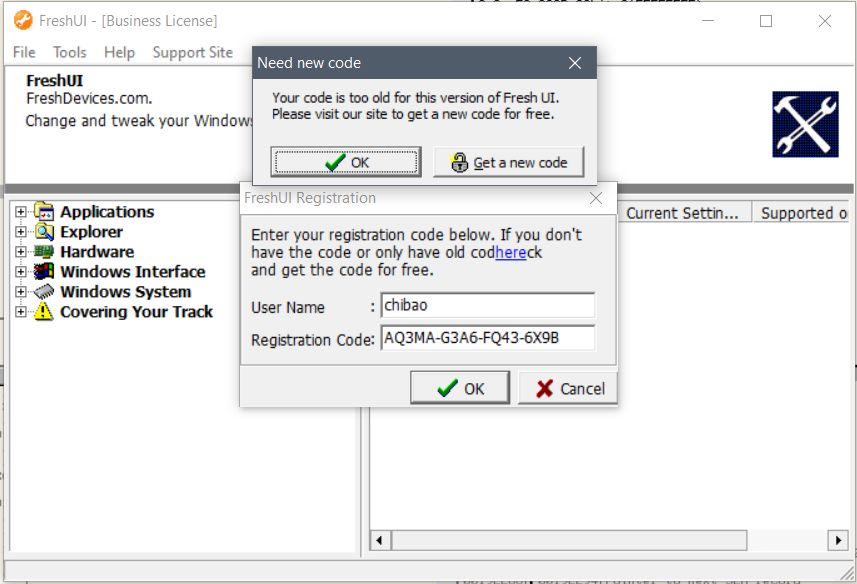 FreshUI - [Business License]
File Tools Help Support Site
FreshUI
FreshDevices.com.
Change and tweak your Windows
Need new code
Your code is too old for this version of Fresh UI.
Please visit our site to get a new code for free.
OK
Get a new code
FreshUI Registration
Enter your registration code below. If you don't
have the code or only have old codhereck
and get the code for free.
User Name :
chibao
Registration Code:
AQ3MA-G3A6-FQ43-6X9B
OK
Cancel
Applications
Explorer
Hardware
Windows Interface
Windows System
Covering Your Track
Current Settin... Supported o